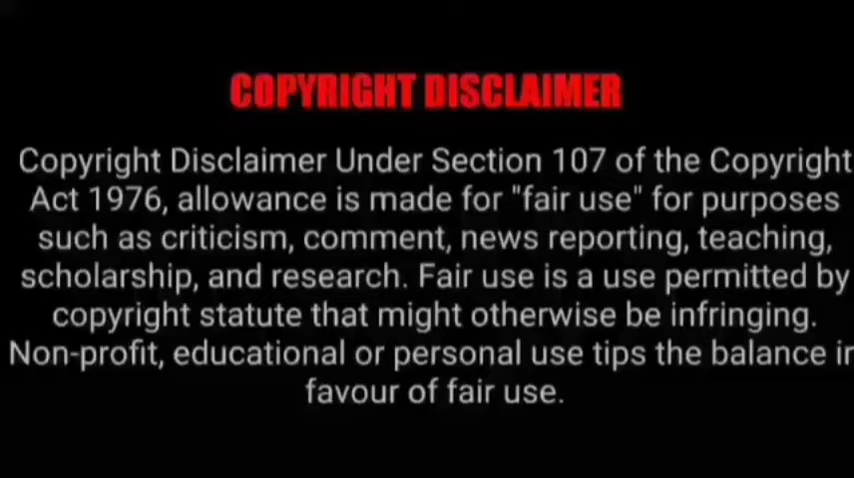 COPYRIGHT DISCLAIMER
Copyright Disclaimer Under Section 107 of the Copyright
Act 1976, allowance is made for "fair use" for purposes
such as criticism, comment, news reporting, teaching,
scholarship, and research. Fair use is a use permitted by
copyright statute that might otherwise be infringing.
Non-profit, educational or personal use tips the balance in
favour of fair use.